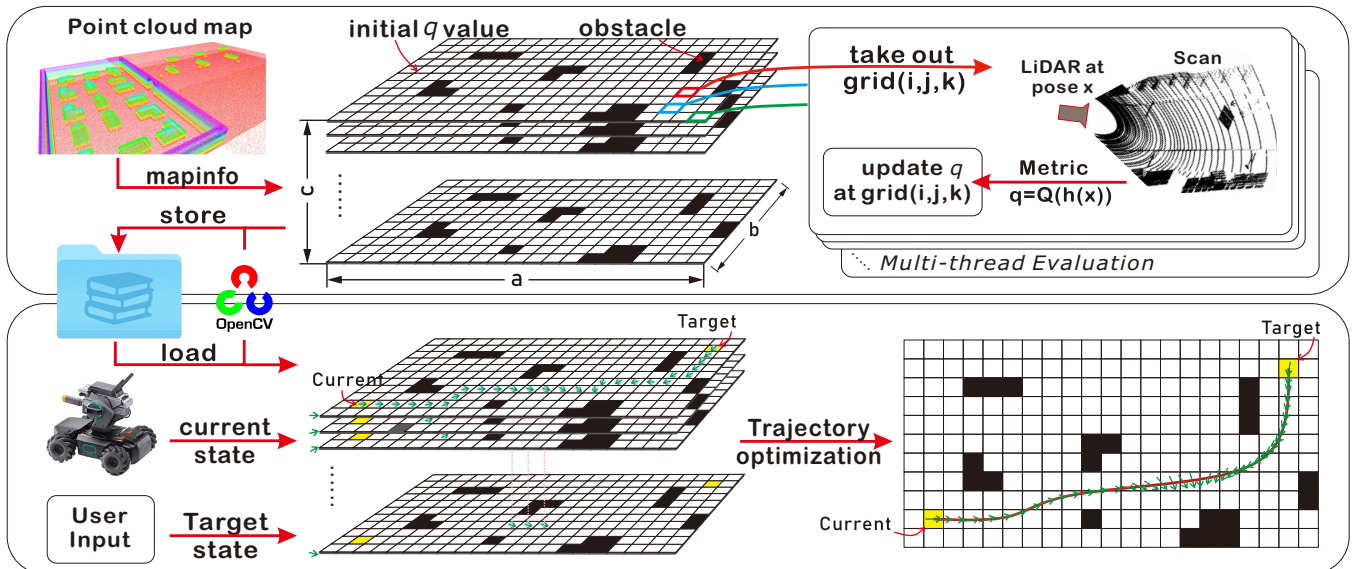 Point cloud map
initial q value
obstacle
take out
grid(i,j,k)
LiDAR at
pose x
Scan
mapinfo
store
c
update q
at grid(i,j,k)
Metric
q=Q(h(x))
b
a
Multi-thread Evaluation
OpenCV
load
Target
Current
current
state
Trajectory
optimization
Target
Current
User
Input
Target
state